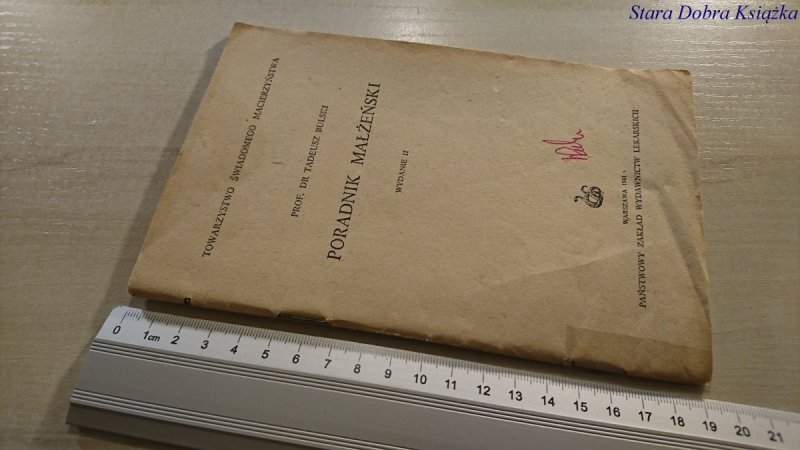 Stara Dobra Książka
TOWARZYSTWO ŚWIADOMEGO MACIERZYŃSTWA
PROF. DR TADEUSZ BULSKI
PORADNIK MAŁŻEŃSKI
WYDANIE II
WARSZAWA 1961 r.
PAŃSTWOWY ZAKŁAD WYDAWNICTW LEKARSKICH
0 1cm 2 3 4 5 6 7 8 9 10 11 12 13 14 15 16 17 18 19 20 21